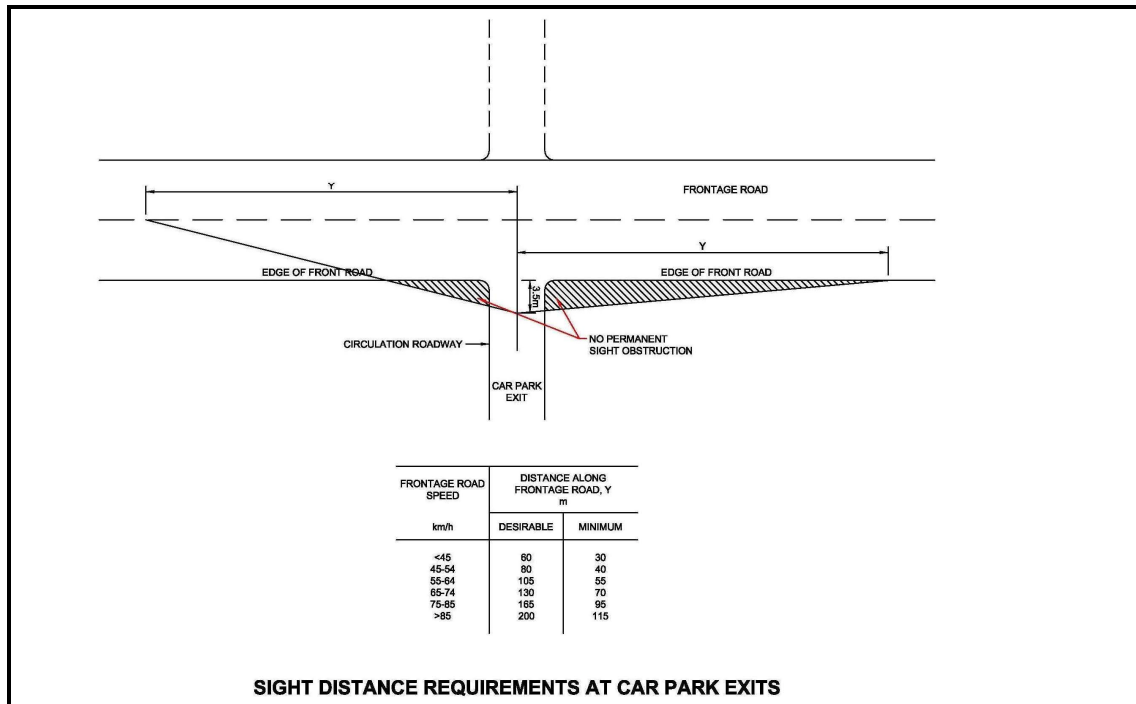 Y
FRONTAGE ROAD
Y
EDGE OF FRONT ROAD
EDGE OF FRONT ROAD
3.5m
CIRCULATION ROADWAY
NO PERMANENT
SIGHT OBSTRUCTION
CAR PARK
EXIT
FRONTAGE ROAD
SPEED
km/h
DISTANCE ALONG
FRONTAGE ROAD, Y
m
DESIRABLE MINIMUM
<45 60 30
45-54 80 40
55-64 105 55
65-74 130 70
75-85 165 95
>85 200 115
SIGHT DISTANCE REQUIREMENTS AT CAR PARK EXITS